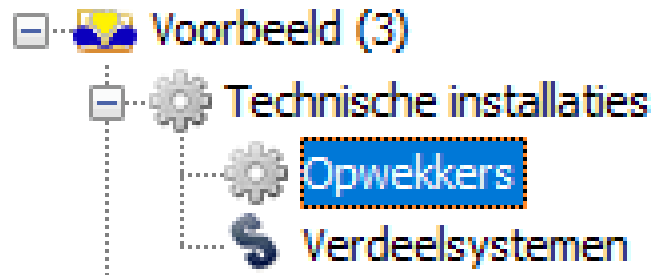 Voorbeeld (3)
Technische installaties
Opwekkers
Verdeelsystemen